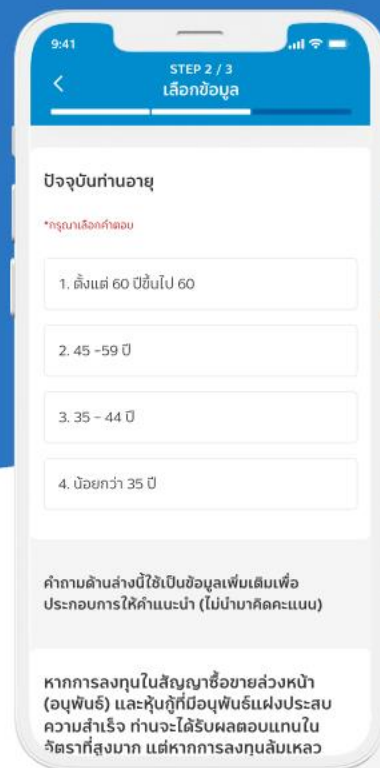 9:41
STEP 2 / 3
เลือกข้อมูล
ปัจจุบันท่านอายุ
*กรุณาเลือกคำตอบ
1. ตั้งแต่ 60 ปีขึ้นไป 60
2. 45 -59 ปี
3. 35 – 44 ปี
4. น้อยกว่า 35 ปี
คำถามด้านล่างนี้ใช้เป็นข้อมูลเพิ่มเติมเพื่อ
ประกอบการให้คำแนะนำ (ไม่นำมาคิดคะแนน)
หากการลงทุนในสัญญาซื้อขายล่วงหน้า
(อนุพันธ์) และหุ้นกู้ที่มีอนุพันธ์แฝงประสบ
ความสำเร็จ ท่านจะได้รับผลตอบแทนใน
อัตราที่สูงมาก แต่หากการลงทุนล้มเหลว